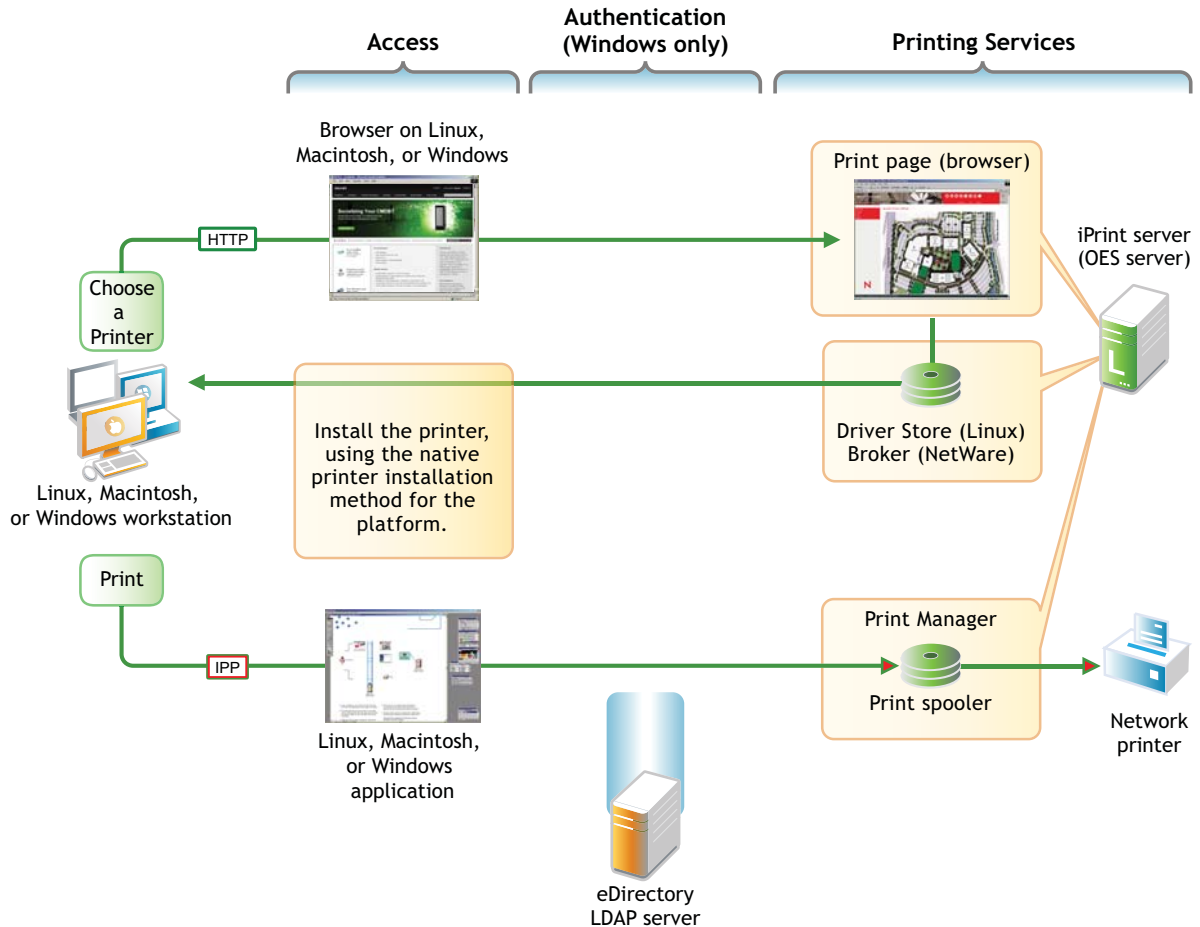 Access
Authentication
(Windows only)
Printing Services
Browser on Linux,
Macintosh, or Windows
Print page (browser)
HTTP
iPrint server
(OES server)
Choose
a
Printer
Install the printer,
using the native
printer installation
method for the
platform.
Driver Store (Linux)
Broker (NetWare)
Linux, Macintosh,
or Windows workstation
Print
IPP
Print Manager
Print spooler
Network
printer
Linux, Macintosh,
or Windows
application
eDirectory
LDAP server
Socializing Your CMDB
N
L